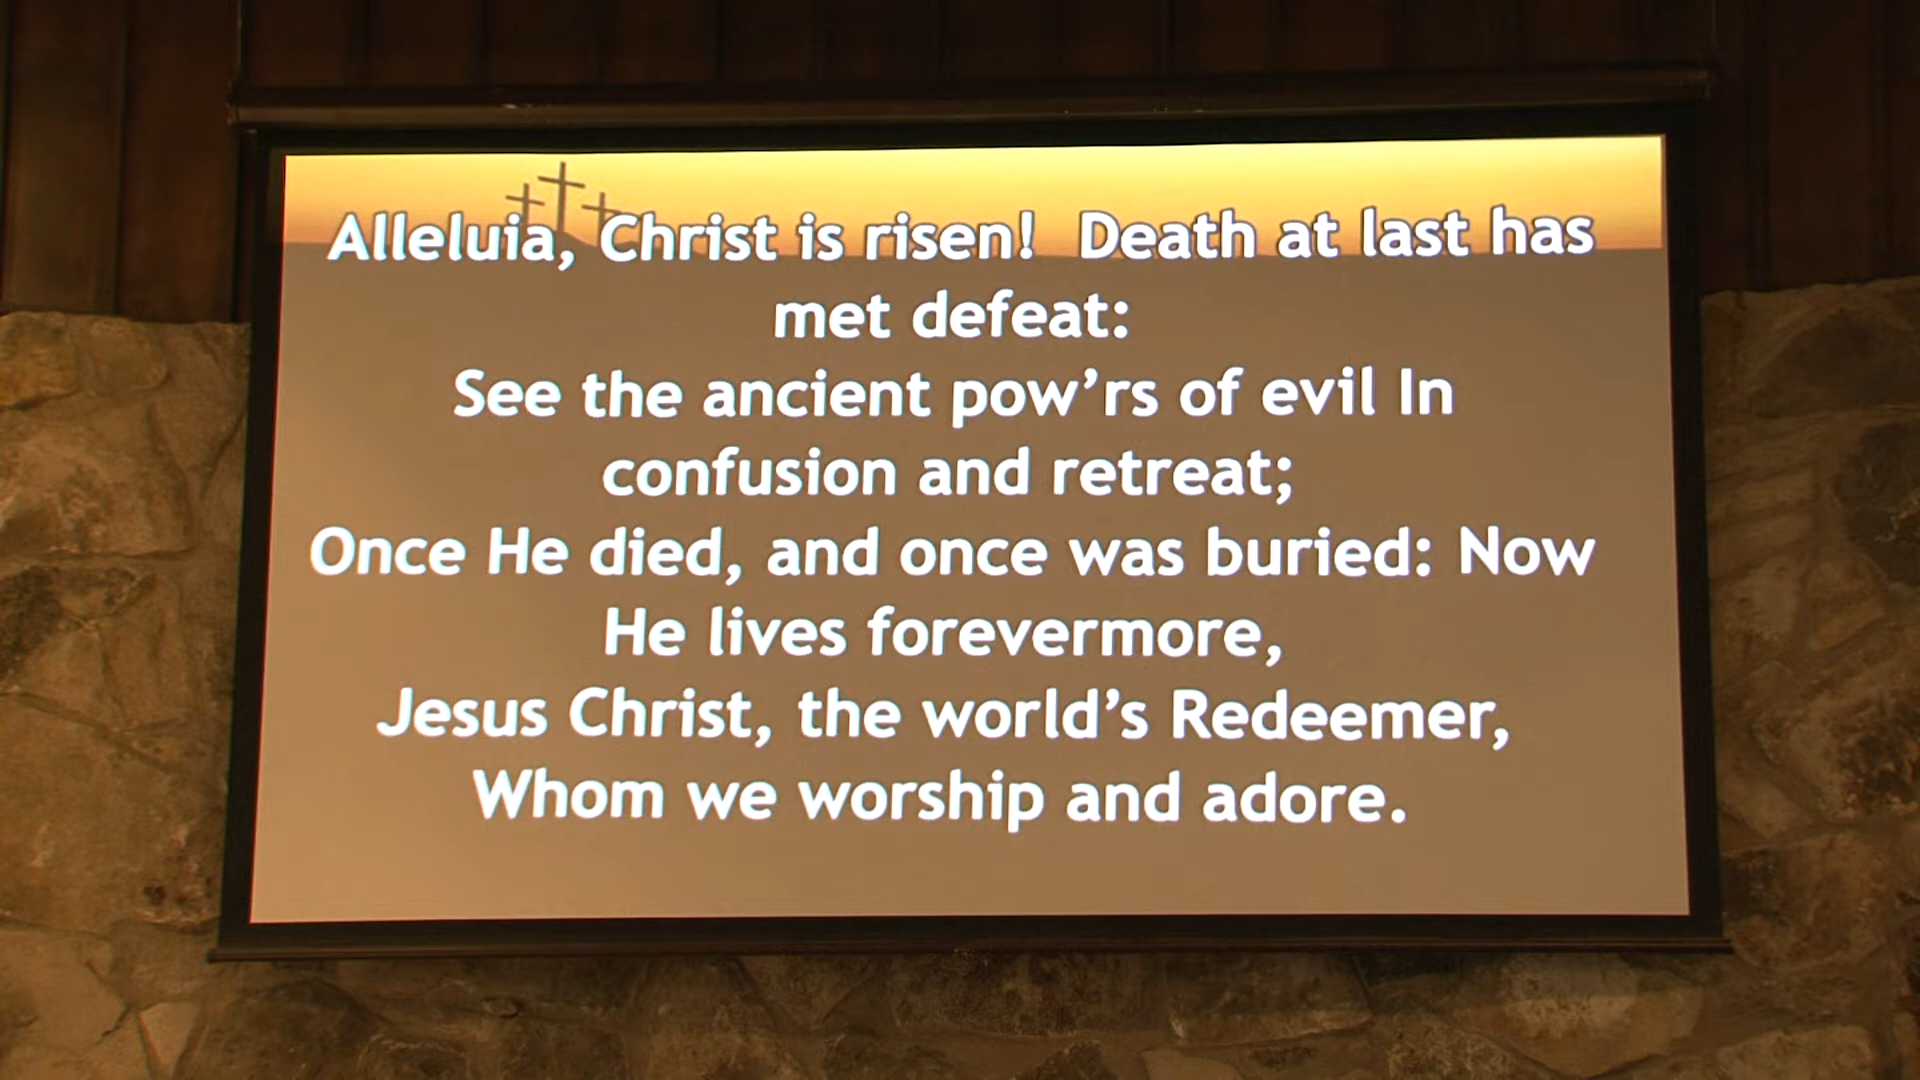 Alleluia, Christ is risen!  Death at last has
met defeat:
See the ancient pow’rs of evil In
confusion and retreat;
Once He died, and once was buried: Now
He lives forevermore,
Jesus Christ, the world’s Redeemer,
Whom we worship and adore.